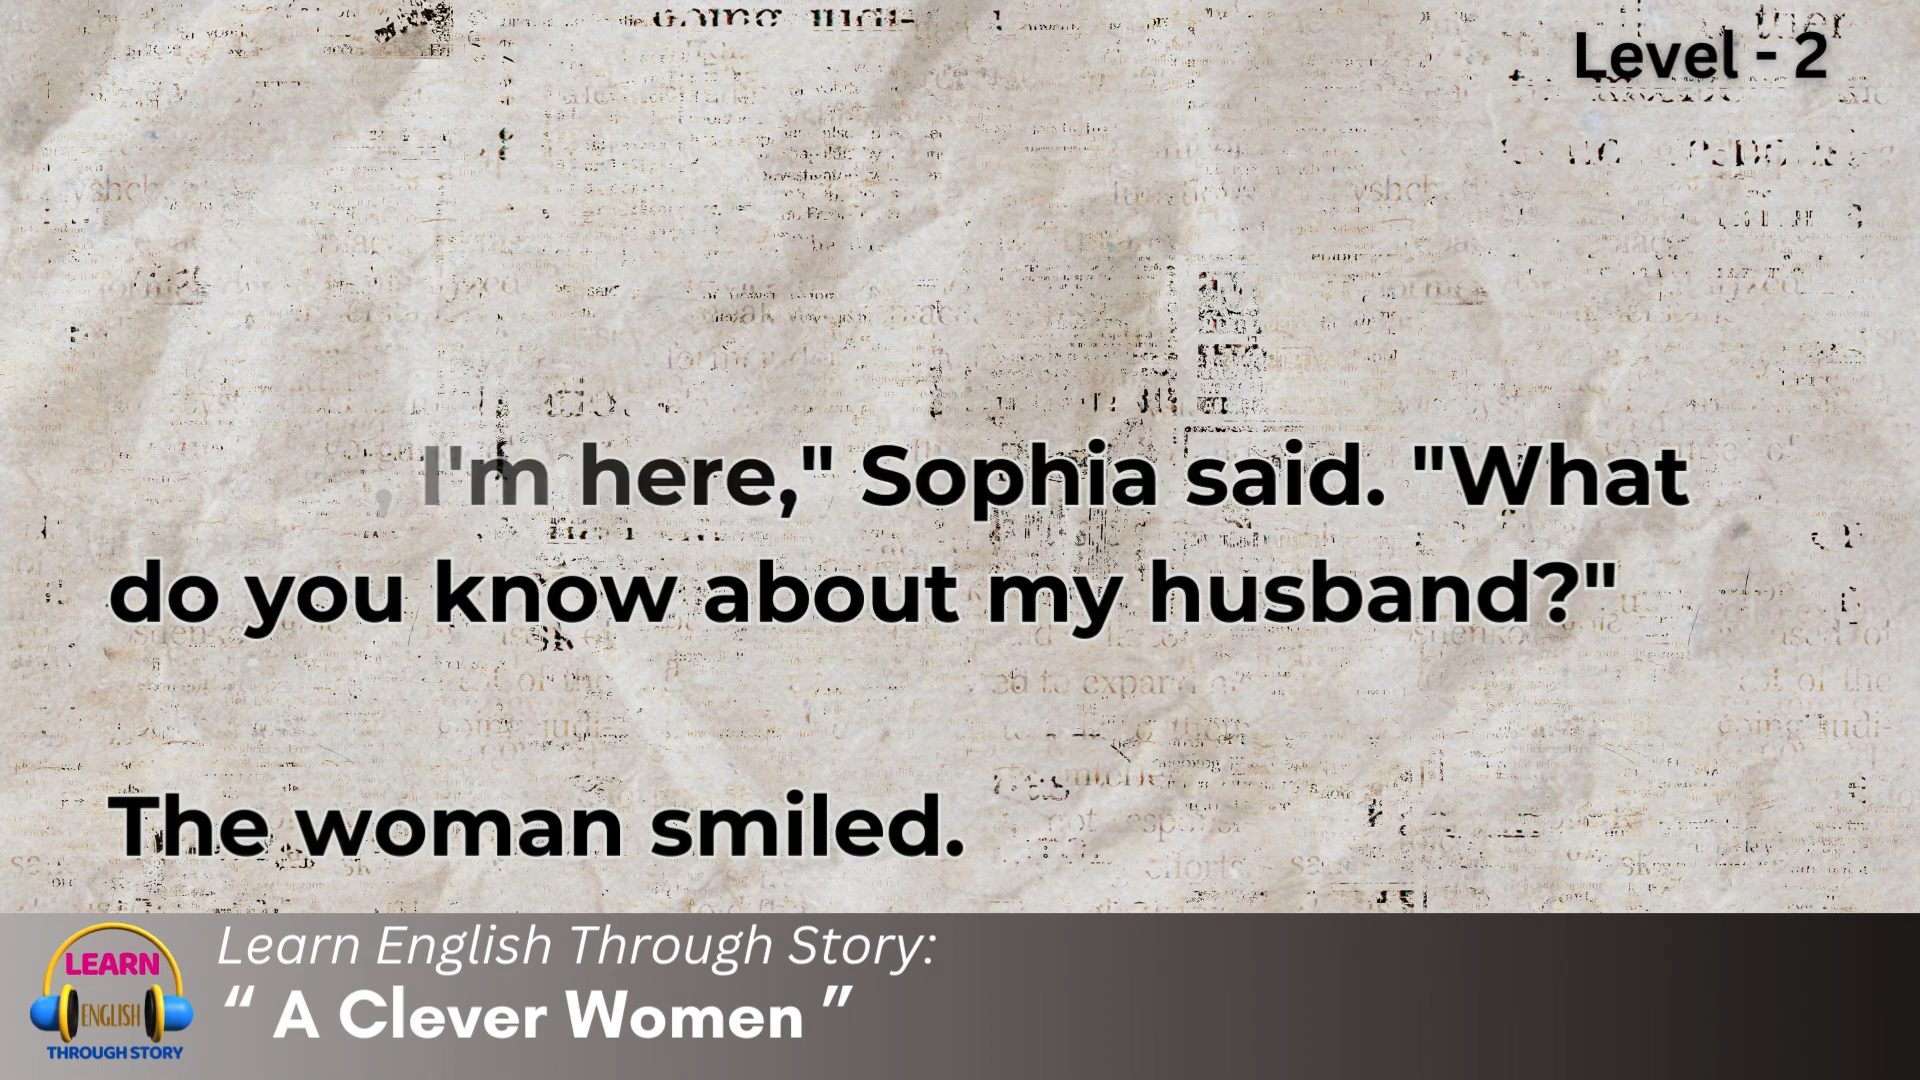 Level - 2
, I'm here," Sophia said. "What
do you know about my husband?"
The woman smiled.
LEARN
ENGLISH
THROUGH STORY
Learn English Through Story:
“ A Clever Women ”